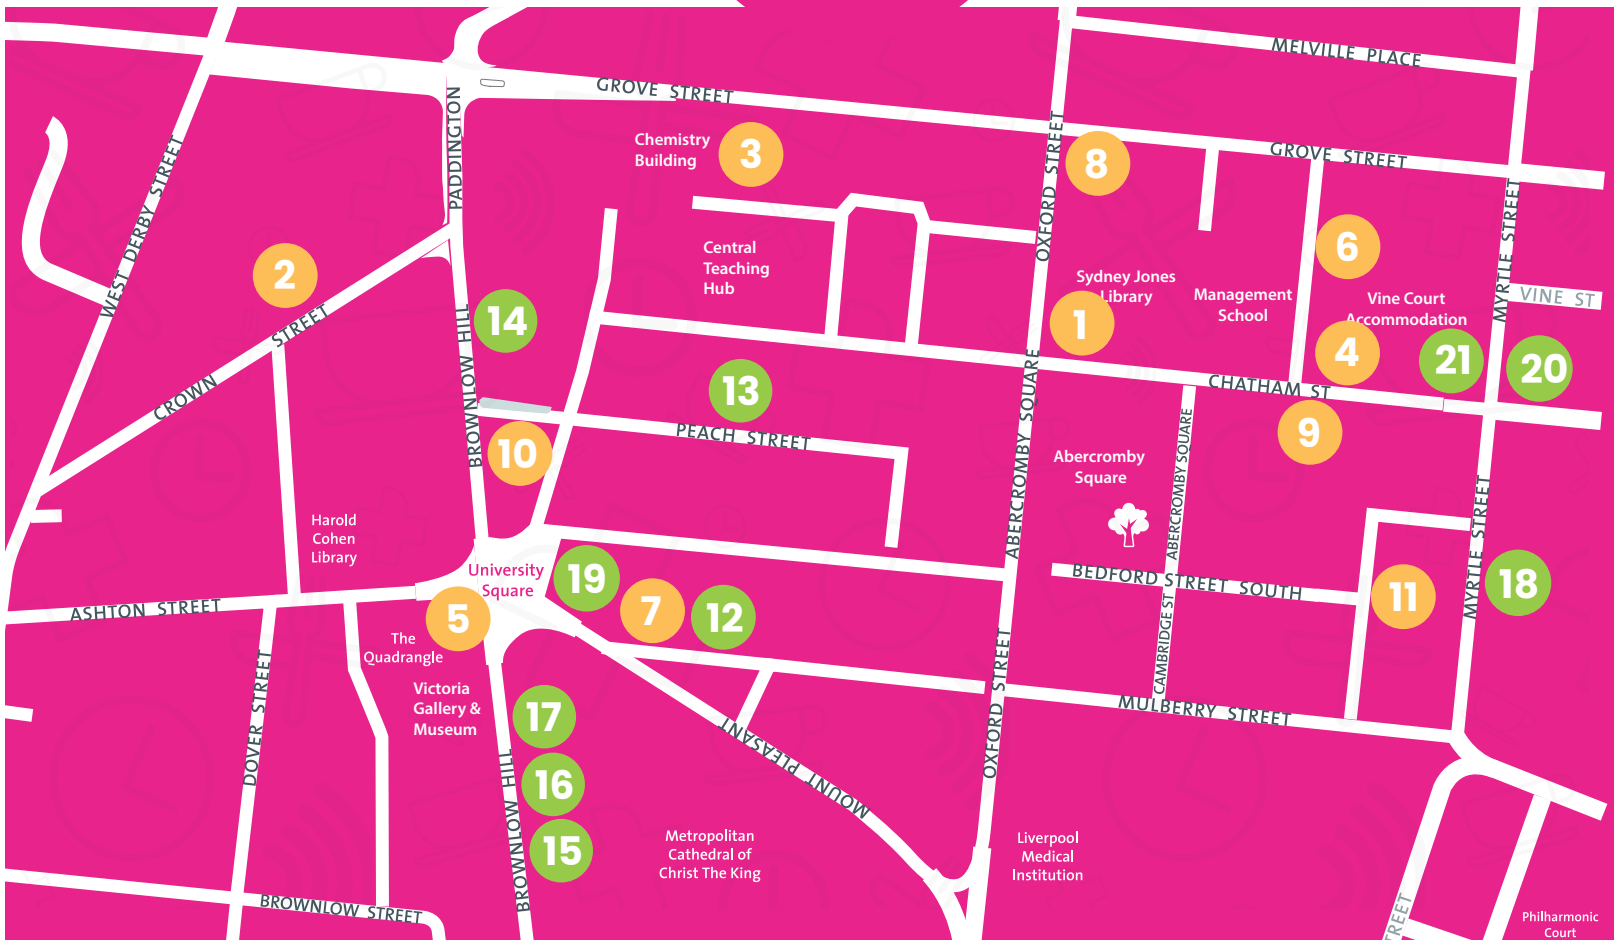 MELVILLE PLACE
GROVE STREET
PADDINGTON
WEST DERBY STREET
Chemistry
Building
3
OXFORD STREET
8
GROVE STREET
MYRTLE STREET
2
Central
Teaching
Hub
6
Sydney Jones
Library
1
Management
School
Vine Court
Accommodation
VINE ST
14
STREET
CROWN
BROWNLOW HILL
13
4
21
20
CHATHAM ST
ABERCROMBY SQUARE
PEACH STREET
10
9
Abercromby
Square
ABERCROMBY SQUARE
Harold
Cohen
Library
University
Square
19
7
12
BEDFORD STREET SOUTH
CAMBRIDGE ST
11
MYRTLE STREET
18
ASHTON STREET
5
The
Quadrangle
Victoria
Gallery &
Museum
DOVER STREET
OXFORD STREET
MULBERRY STREET
17
16
15
BROWNLOW HILL
MOUNT PLEASANT
Metropolitan
Cathedral of
Christ The King
Liverpool
Medical
Institution
BROWNLOW STREET
Philharmonic
Court